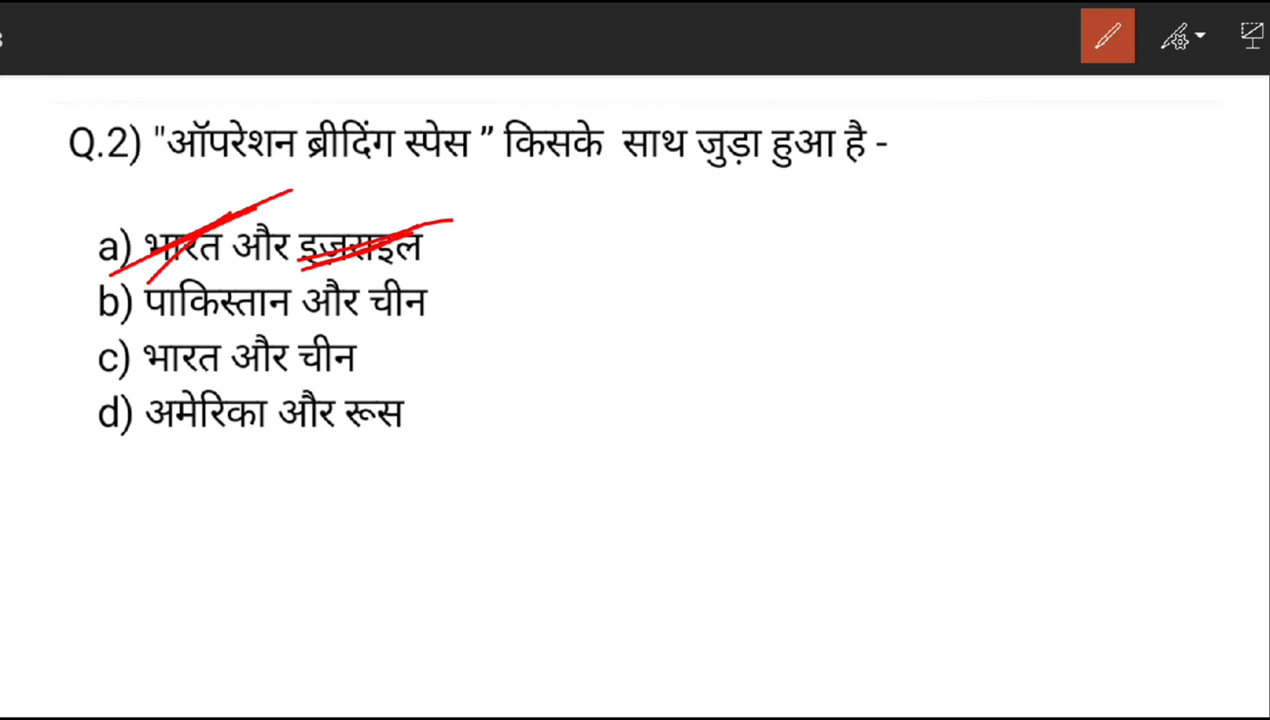 Q.2) "ऑपरेशन ब्रीदिंग स्पेस ” किसके साथ जुड़ा हुआ है -
a) भारत और इज़राइल
b) पाकिस्तान और चीन
c) भारत और चीन
d) अमेरिका और रूस